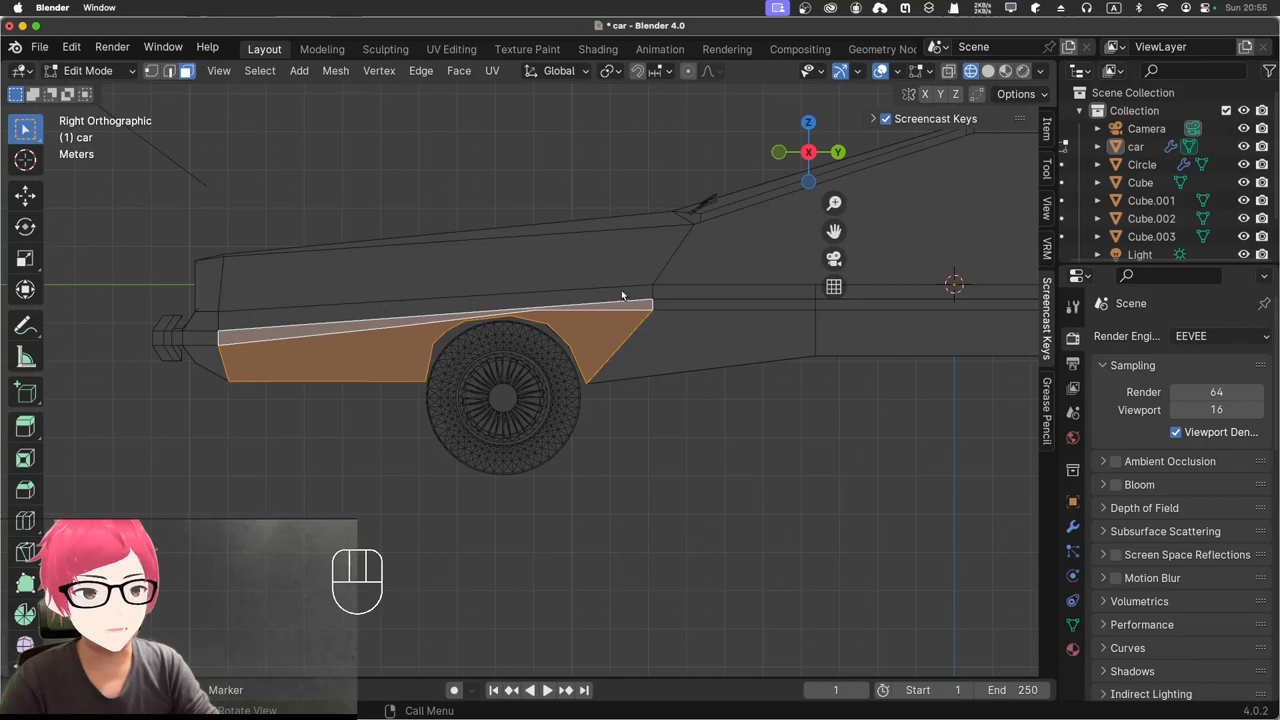 Blender Window
2KB/s
2KB/s
A
Sun 20:55
* car - Blender 4.0
File Edit Render Window Help
Layout Modeling Sculpting UV Editing Texture Paint Shading Animation Rendering Compositing Geometry Noc
Scene
ViewLayer
Edit Mode View Select Add Mesh Vertex Edge Face UV
Global
X Y Z Options
Right Orthographic
(1) car
Meters
Screencast Keys
Z
X
Y
Item
Tool
View
VRM
Screencast Keys
Grease Pencil
Scene Collection
Collection
Camera
car
Circle
Cube
Cube.001
Cube.002
Cube.003
Light
Scene
Render Engi...
EEVEE
Sampling
Render 64
Viewport 16
Viewport Den...
Ambient Occlusion
Bloom
Depth of Field
Subsurface Scattering
Screen Space Reflections
Motion Blur
Volumetrics
Performance
Curves
Shadows
Indirect Lighting
Marker
1
Start 1
End 250
Rotate View
Call Menu
4.0.2